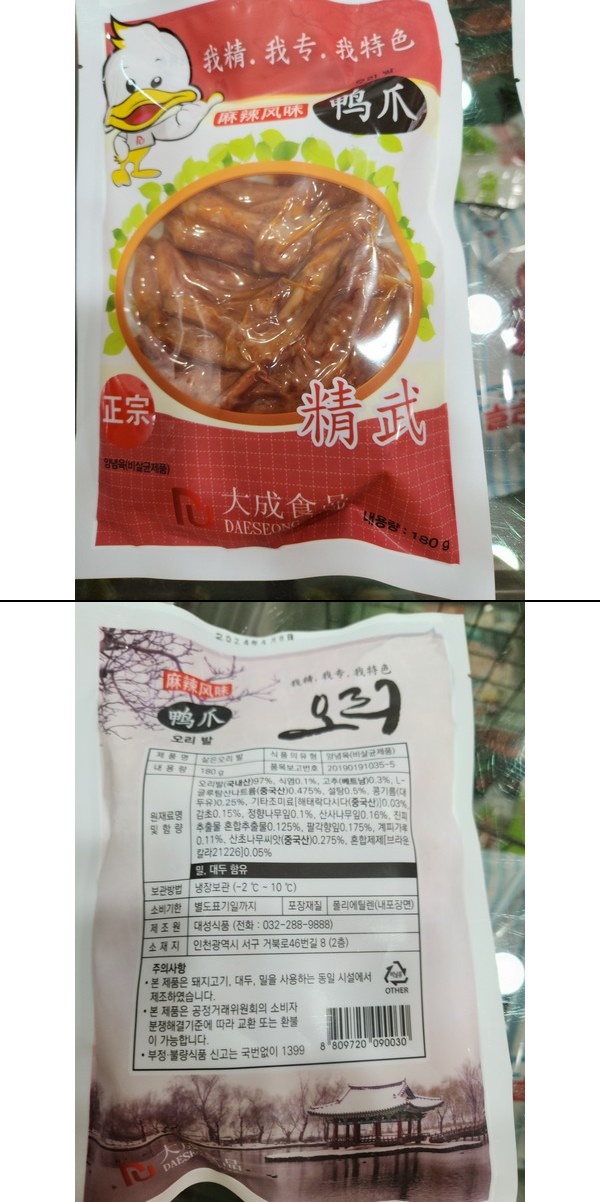 我精.我专.我特色
麻辣风味
鸭爪
正宗
精武
양념육(비살균제품)
大成食品
DAESEONG
내용량 : 180 g
麻辣风味
我精.我专.我特色
鸭爪
오리
오리 발
제 품 명 삶은오리 발 식품의유형 양념육(비살균제품)
내 용 량 180 g 품목보고번호 20190191035-5
원재료명 및 함 량
오리발(국내산)97%, 식염0.1%, 고추(베트남)0.3%, L-
글루탐산나트륨(중국산)0.475%, 설탕0.5%, 콩기름(대
두유)0.25%, 기타조미료[해태락다시다(중국산)]0.03%,
감초0.15%, 정향나무잎0.1%, 산사나무잎0.16%, 진피
추출물 혼합추출물0.125%, 팔각향잎0.175%, 계피가루
0.11%, 산초나무씨앗(중국산)0.275%, 혼합제제[브라운
칼라21226]0.05%
밀, 대두 함유
보관방법 냉장보관 (-2 ℃ ~ 10 ℃)
소비기한 별도표기일까지 포장재질 폴리에틸렌(내포장면)
제 조 원 대성식품 (전화 : 032-288-9888)
소 재 지 인천광역시 서구 거북로46번길 8 (2층)
주의사항
• 본 제품은 돼지고기, 대두, 밀을 사용하는 동일 시설에서
제조하였습니다.
• 본 제품은 공정거래위원회의 소비자
분쟁해결기준에 따라 교환 또는 환불
이 가능합니다.
• 부정·불량식품 신고는 국번없이 1399
OTHER
8 809720 090030